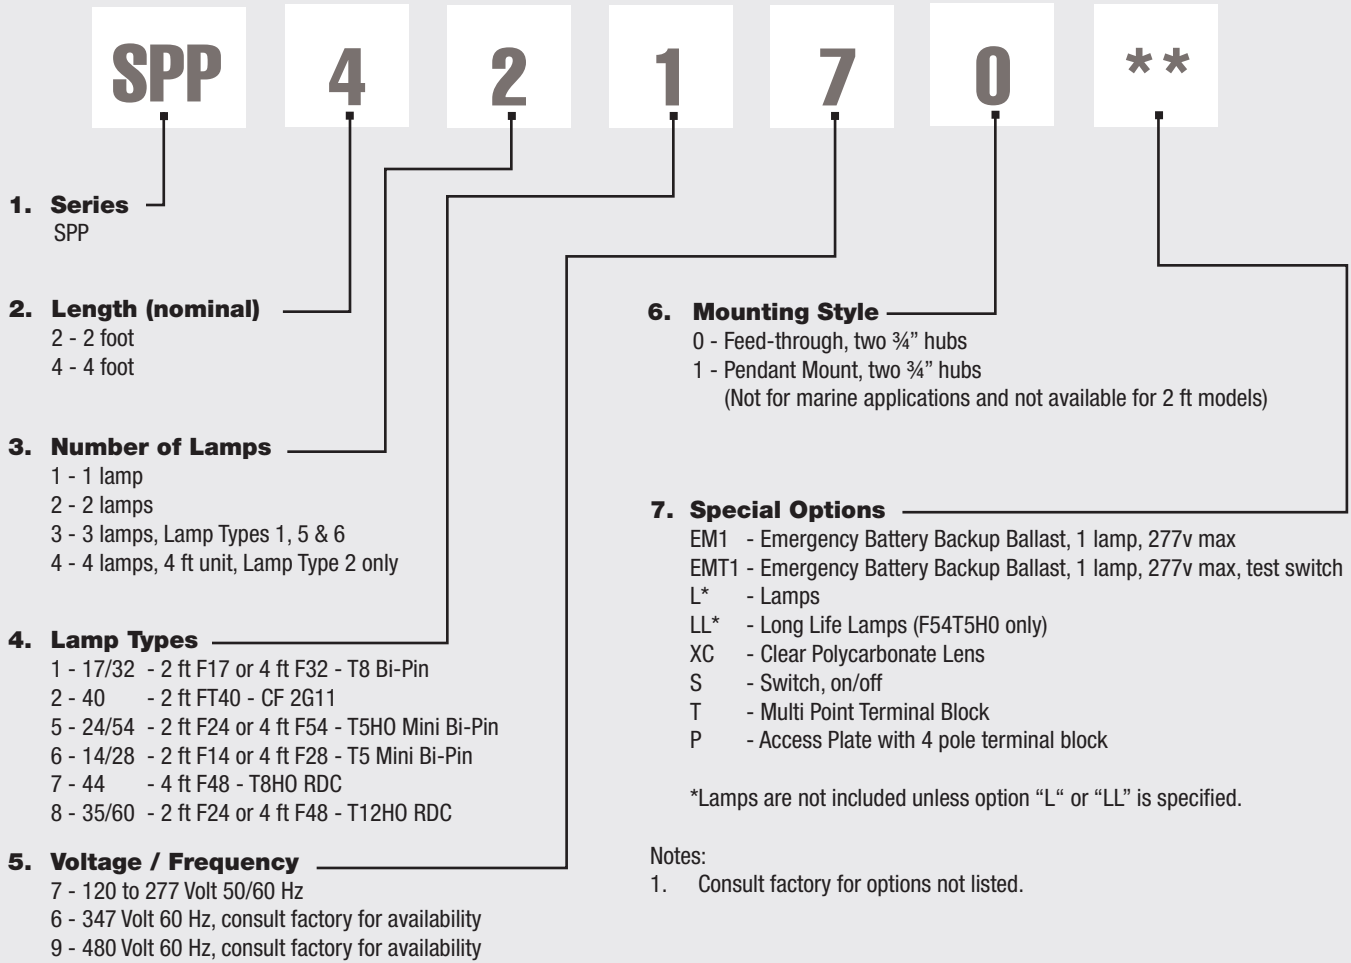 SPP 4 2 1 7 0 **
1. Series
SPP
2. Length (nominal)
2 - 2 foot
4 - 4 foot
3. Number of Lamps
1 - 1 lamp
2 - 2 lamps
3 - 3 lamps, Lamp Types 1, 5 & 6
4 - 4 lamps, 4 ft unit, Lamp Type 2 only
4. Lamp Types
1 - 17/32 - 2 ft F17 or 4 ft F32 - T8 Bi-Pin
2 - 40 - 2 ft FT40 - CF 2G11
5 - 24/54 - 2 ft F24 or 4 ft F54 - T5HO Mini Bi-Pin
6 - 14/28 - 2 ft F14 or 4 ft F28 - T5 Mini Bi-Pin
7 - 44 - 4 ft F48 - T8HO RDC
8 - 35/60 - 2 ft F24 or 4 ft F48 - T12HO RDC
5. Voltage / Frequency
7 - 120 to 277 Volt 50/60 Hz
6 - 347 Volt 60 Hz, consult factory for availability
9 - 480 Volt 60 Hz, consult factory for availability
6. Mounting Style
0 - Feed-through, two ¾” hubs
1 - Pendant Mount, two ¾” hubs
(Not for marine applications and not available for 2 ft models)
7. Special Options
EM1 - Emergency Battery Backup Ballast, 1 lamp, 277v max
EMT1 - Emergency Battery Backup Ballast, 1 lamp, 277v max, test switch
L* - Lamps
LL* - Long Life Lamps (F54T5H0 only)
XC - Clear Polycarbonate Lens
S - Switch, on/off
T - Multi Point Terminal Block
P - Access Plate with 4 pole terminal block
*Lamps are not included unless option “L“ or “LL” is specified.
Notes:
1. Consult factory for options not listed.